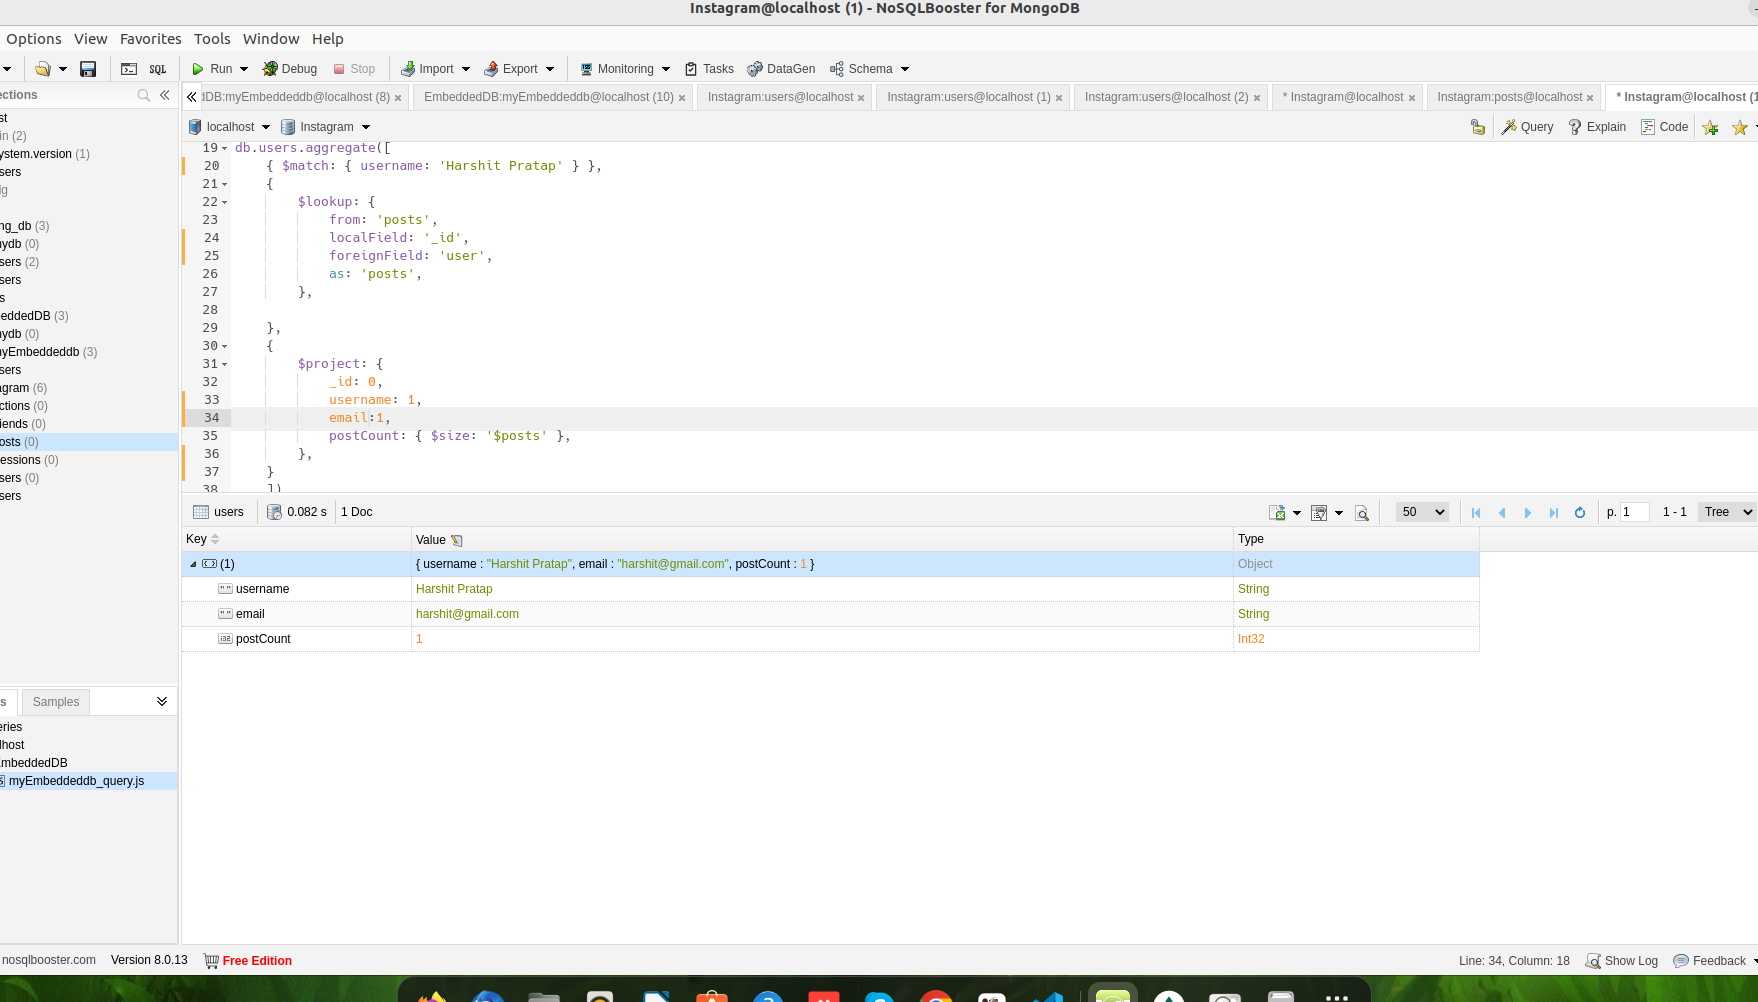 Instagram@localhost (1) - NoSQLBooster for MongoDB
Options View Favorites Tools Window Help
Run Debug Stop Import Export Monitoring Tasks DataGen Schema
SQL
ections
dDB:myEmbeddeddb@localhost (8) EmbeddedDB:myEmbeddeddb@localhost (10) Instagram:users@localhost Instagram:users@localhost (1) Instagram:users@localhost (2) * Instagram@localhost Instagram:posts@localhost * Instagram@localhost (1
localhost Instagram Query Explain Code
st
in (2)
ystem.version (1)
sers
ig
ng_db (3)
ydb (0)
sers (2)
sers
s
eddedDB (3)
ydb (0)
yEmbeddeddb (3)
sers
agram (6)
ctions (0)
iends (0)
osts (0)
essions (0)
sers (0)
sers
19 db.users.aggregate([
20 { $match: { username: 'Harshit Pratap' } },
21 {
22 $lookup: {
23 from: 'posts',
24 localField: '_id',
25 foreignField: 'user',
26 as: 'posts',
27 },
28
29 },
30 {
31 $project: {
32 _id: 0,
33 username: 1,
34 email:1,
35 postCount: { $size: '$posts' },
36 },
37 }
38 ])
users 0.082 s 1 Doc 50 p. 1 1 - 1 Tree
Key Value Type
(1) { username : "Harshit Pratap", email : "harshit@gmail.com", postCount : 1 } Object
username Harshit Pratap String
email harshit@gmail.com String
postCount 1 Int32
s Samples
eries
lhost
EmbeddedDB
myEmbeddeddb_query.js
nosqlbooster.com Version 8.0.13 Free Edition Line: 34, Column: 18 Show Log Feedback